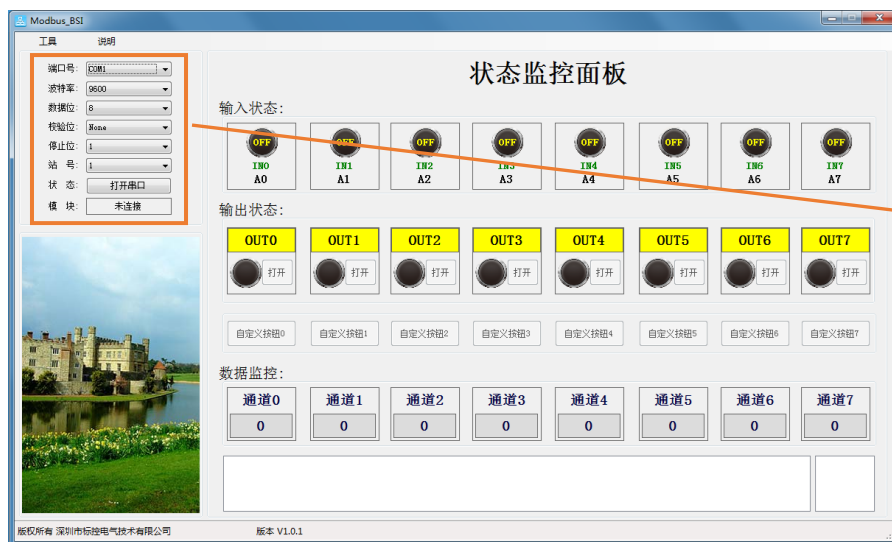 Modbus_BSI
工具 说明
端口号: COM1
波特率: 9600
数据位: 8
校验位: None
停止位: 1
站 号: 1
状 态: 打开串口
模 块: 未连接
状态监控面板
输入状态:
OFF OFF OFF OFF OFF OFF OFF OFF
IN0 IN1 IN2 IN3 IN4 IN5 IN6 IN7
A0 A1 A2 A3 A4 A5 A6 A7
输出状态:
OUT0 OUT1 OUT2 OUT3 OUT4 OUT5 OUT6 OUT7
打开 打开 打开 打开 打开 打开 打开 打开
自定义按钮0 自定义按钮1 自定义按钮2 自定义按钮3 自定义按钮4 自定义按钮5 自定义按钮6 自定义按钮7
数据监控:
通道0 通道1 通道2 通道3 通道4 通道5 通道6 通道7
0 0 0 0 0 0 0 0
版权所有 深圳市标控电气技术有限公司 版本 V1.0.1